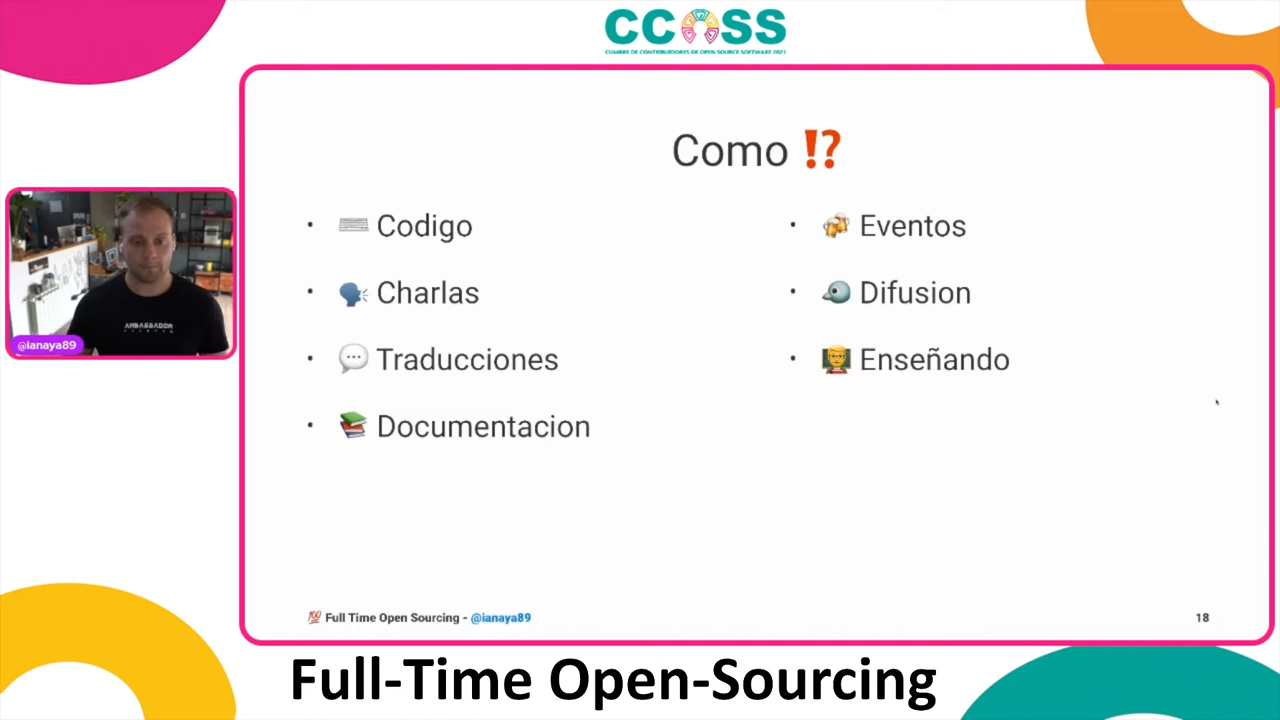 CCOSS
CUMBRE DE CONTRIBUIDORES DE OPEN SOURCE SOFTWARE 2021
Como ⁉
Codigo
Charlas
Traducciones
Documentacion
Eventos
Difusion
Enseñando
AMBASSADOR
@ianaya89
💯 Full Time Open Sourcing - @ianaya89
18
Full-Time Open-Sourcing